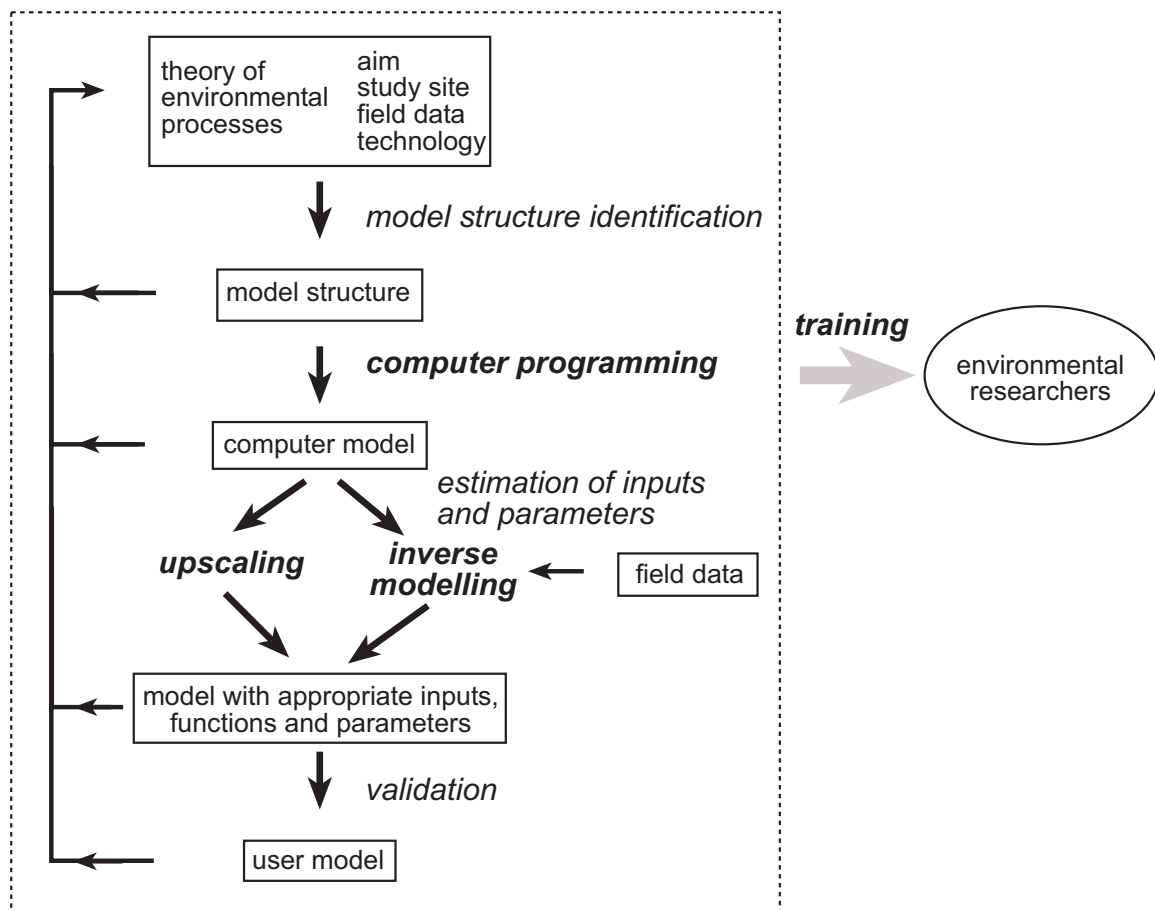 theory of
environmental
processes
aim
study site
field data
technology
model structure identification
model structure
training
computer programming
environmental
researchers
computer model
estimation of inputs
and parameters
upscaling
inverse
modelling
field data
model with appropriate inputs,
functions and parameters
validation
user model